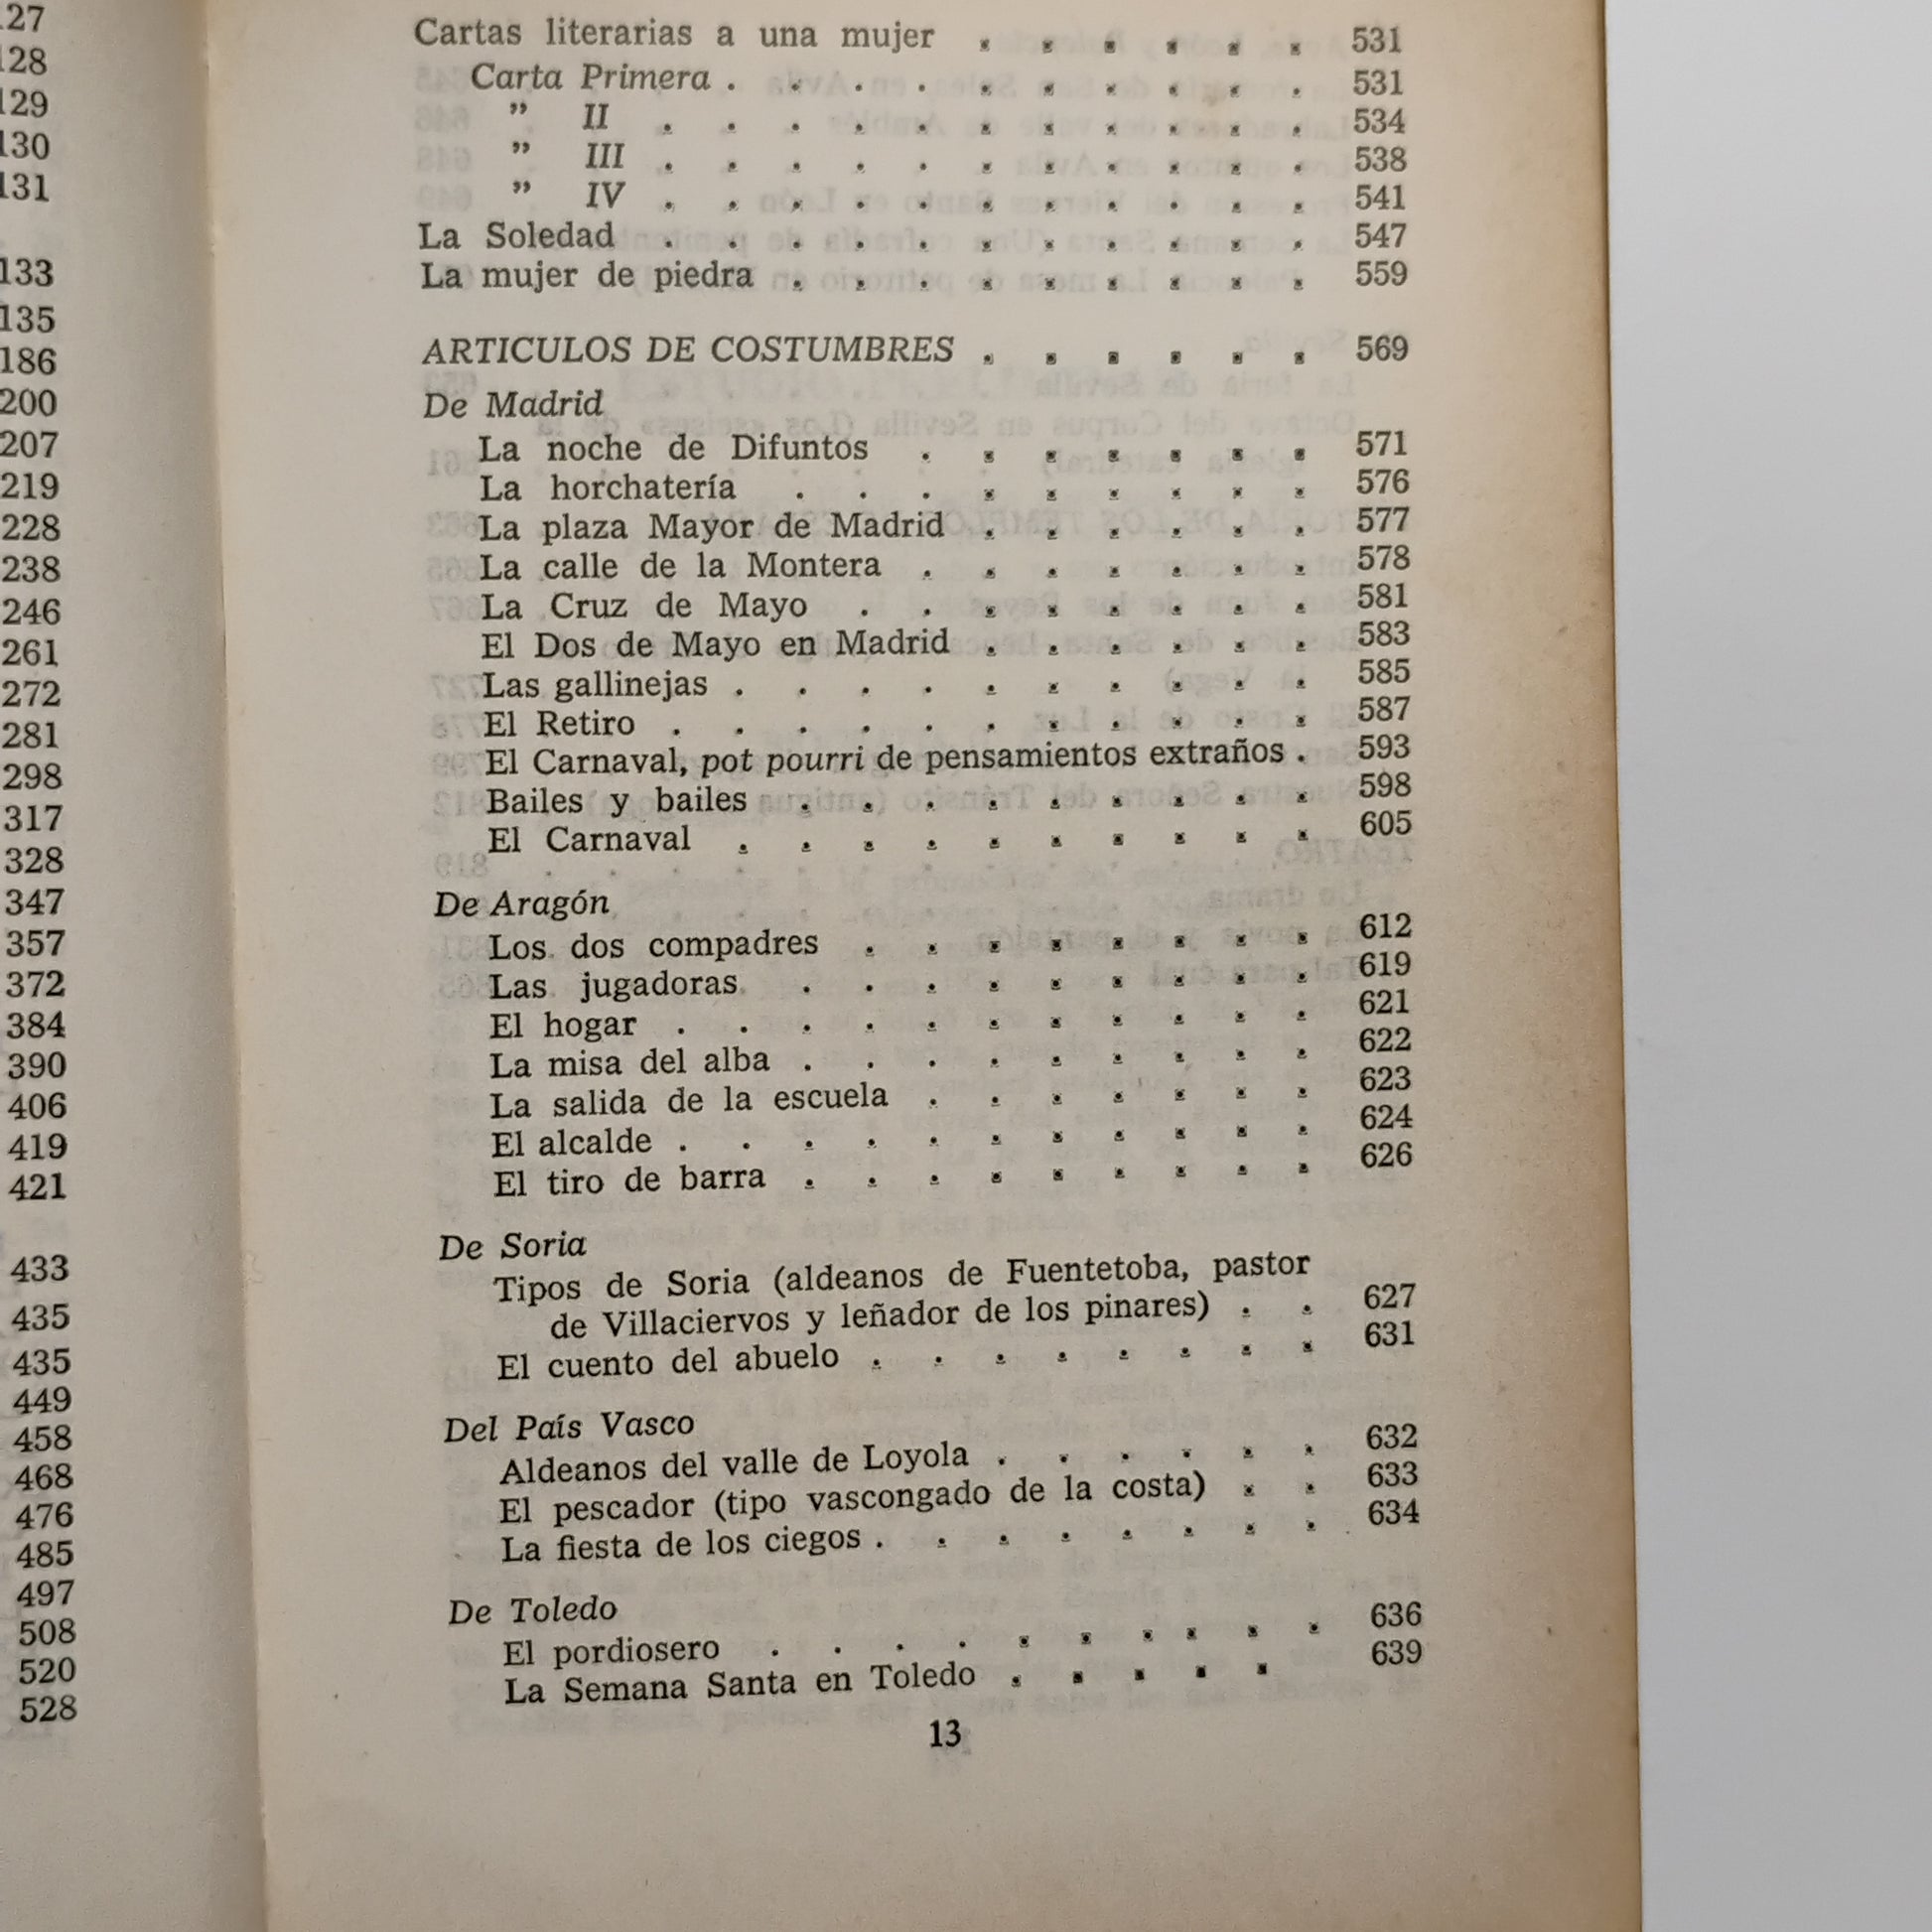 127
128
129
130
131
133
135
186
200
207
219
228
238
246
261
272
281
298
317
328
347
357
372
384
390
406
419
421
433
435
435
449
458
468
476
485
497
508
520
528
Cartas literarias a una mujer . . . . . . 531
Carta Primera . . . . . . . . . . 531
” II . . . . . . . . . . . 534
” III . . . . . . . . . . . 538
” IV . . . . . . . . . . . 541
La Soledad . . . . . . . . . . . 547
La mujer de piedra . . . . . . . . . 559
ARTICULOS DE COSTUMBRES . . . . . . 569
De Madrid
La noche de Difuntos . . . . . . . 571
La horchatería . . . . . . . . . 576
La plaza Mayor de Madrid . . . . . . 577
La calle de la Montera . . . . . . . 578
La Cruz de Mayo . . . . . . . . 581
El Dos de Mayo en Madrid . . . . . . 583
Las gallinejas . . . . . . . . . . 585
El Retiro . . . . . . . . . . . 587
El Carnaval, pot pourri de pensamientos extraños . 593
Bailes y bailes . . . . . . . . . 598
El Carnaval . . . . . . . . . . 605
De Aragón
Los dos compadres . . . . . . . . 612
Las jugadoras . . . . . . . . . 619
El hogar . . . . . . . . . . . 621
La misa del alba . . . . . . . . . 622
La salida de la escuela . . . . . . . 623
El alcalde . . . . . . . . . . . 624
El tiro de barra . . . . . . . . . 626
De Soria
Tipos de Soria (aldeanos de Fuentetoba, pastor
de Villaciervos y leñador de los pinares) . . 627
El cuento del abuelo . . . . . . . . 631
Del País Vasco
Aldeanos del valle de Loyola . . . . . . 632
El pescador (tipo vascongado de la costa) . . 633
La fiesta de los ciegos . . . . . . . . 634
De Toledo
El pordiosero . . . . . . . . . . 636
La Semana Santa en Toledo . . . . . 639
13